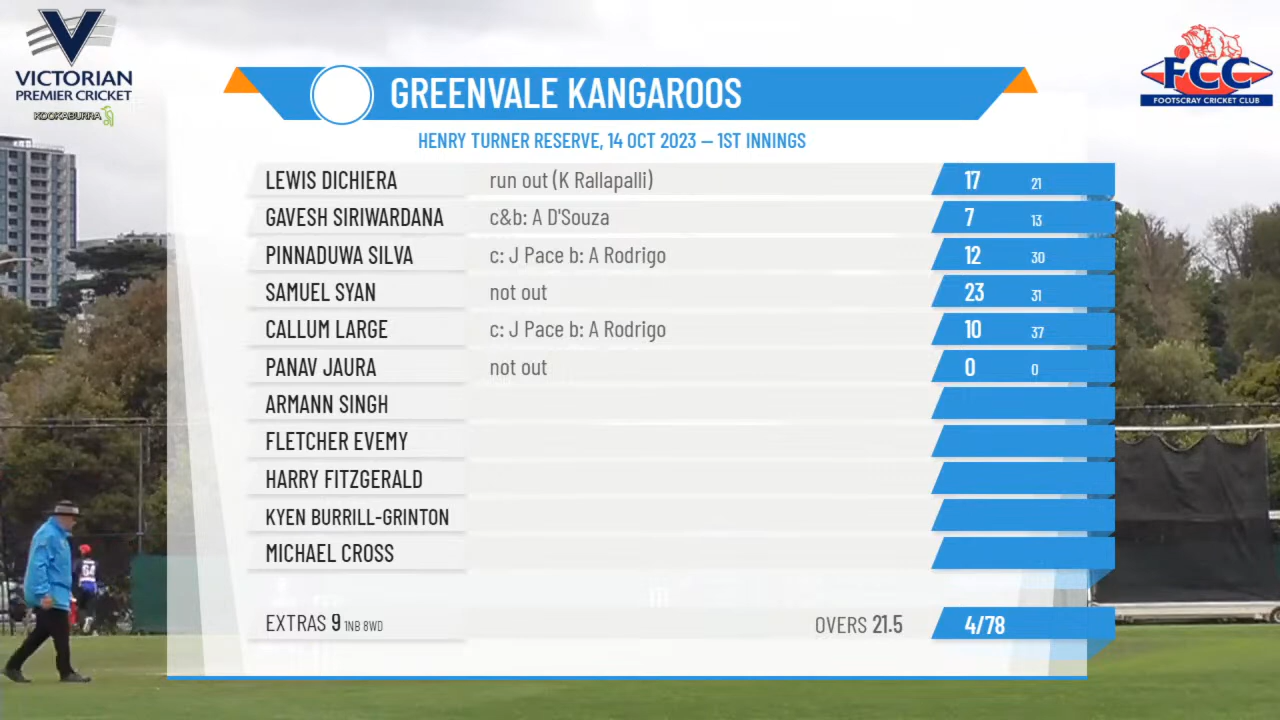 VICTORIAN
PREMIER CRICKET
KOOKABURRA
FCC
FOOTSCRAY CRICKET CLUB
GREENVALE KANGAROOS
HENRY TURNER RESERVE, 14 OCT 2023 – 1ST INNINGS
LEWIS DICHIERA run out (K Rallapalli) 17 21
GAVESH SIRIWARDANA c&b: A D'Souza 7 13
PINNADUWA SILVA c: J Pace b: A Rodrigo 12 30
SAMUEL SYAN not out 23 31
CALLUM LARGE c: J Pace b: A Rodrigo 10 37
PANAV JAURA not out 0 0
ARMANN SINGH
FLETCHER EVEMY
HARRY FITZGERALD
KYEN BURRILL-GRINTON
MICHAEL CROSS
EXTRAS 9 1NB 8WD OVERS 21.5 4/78
64